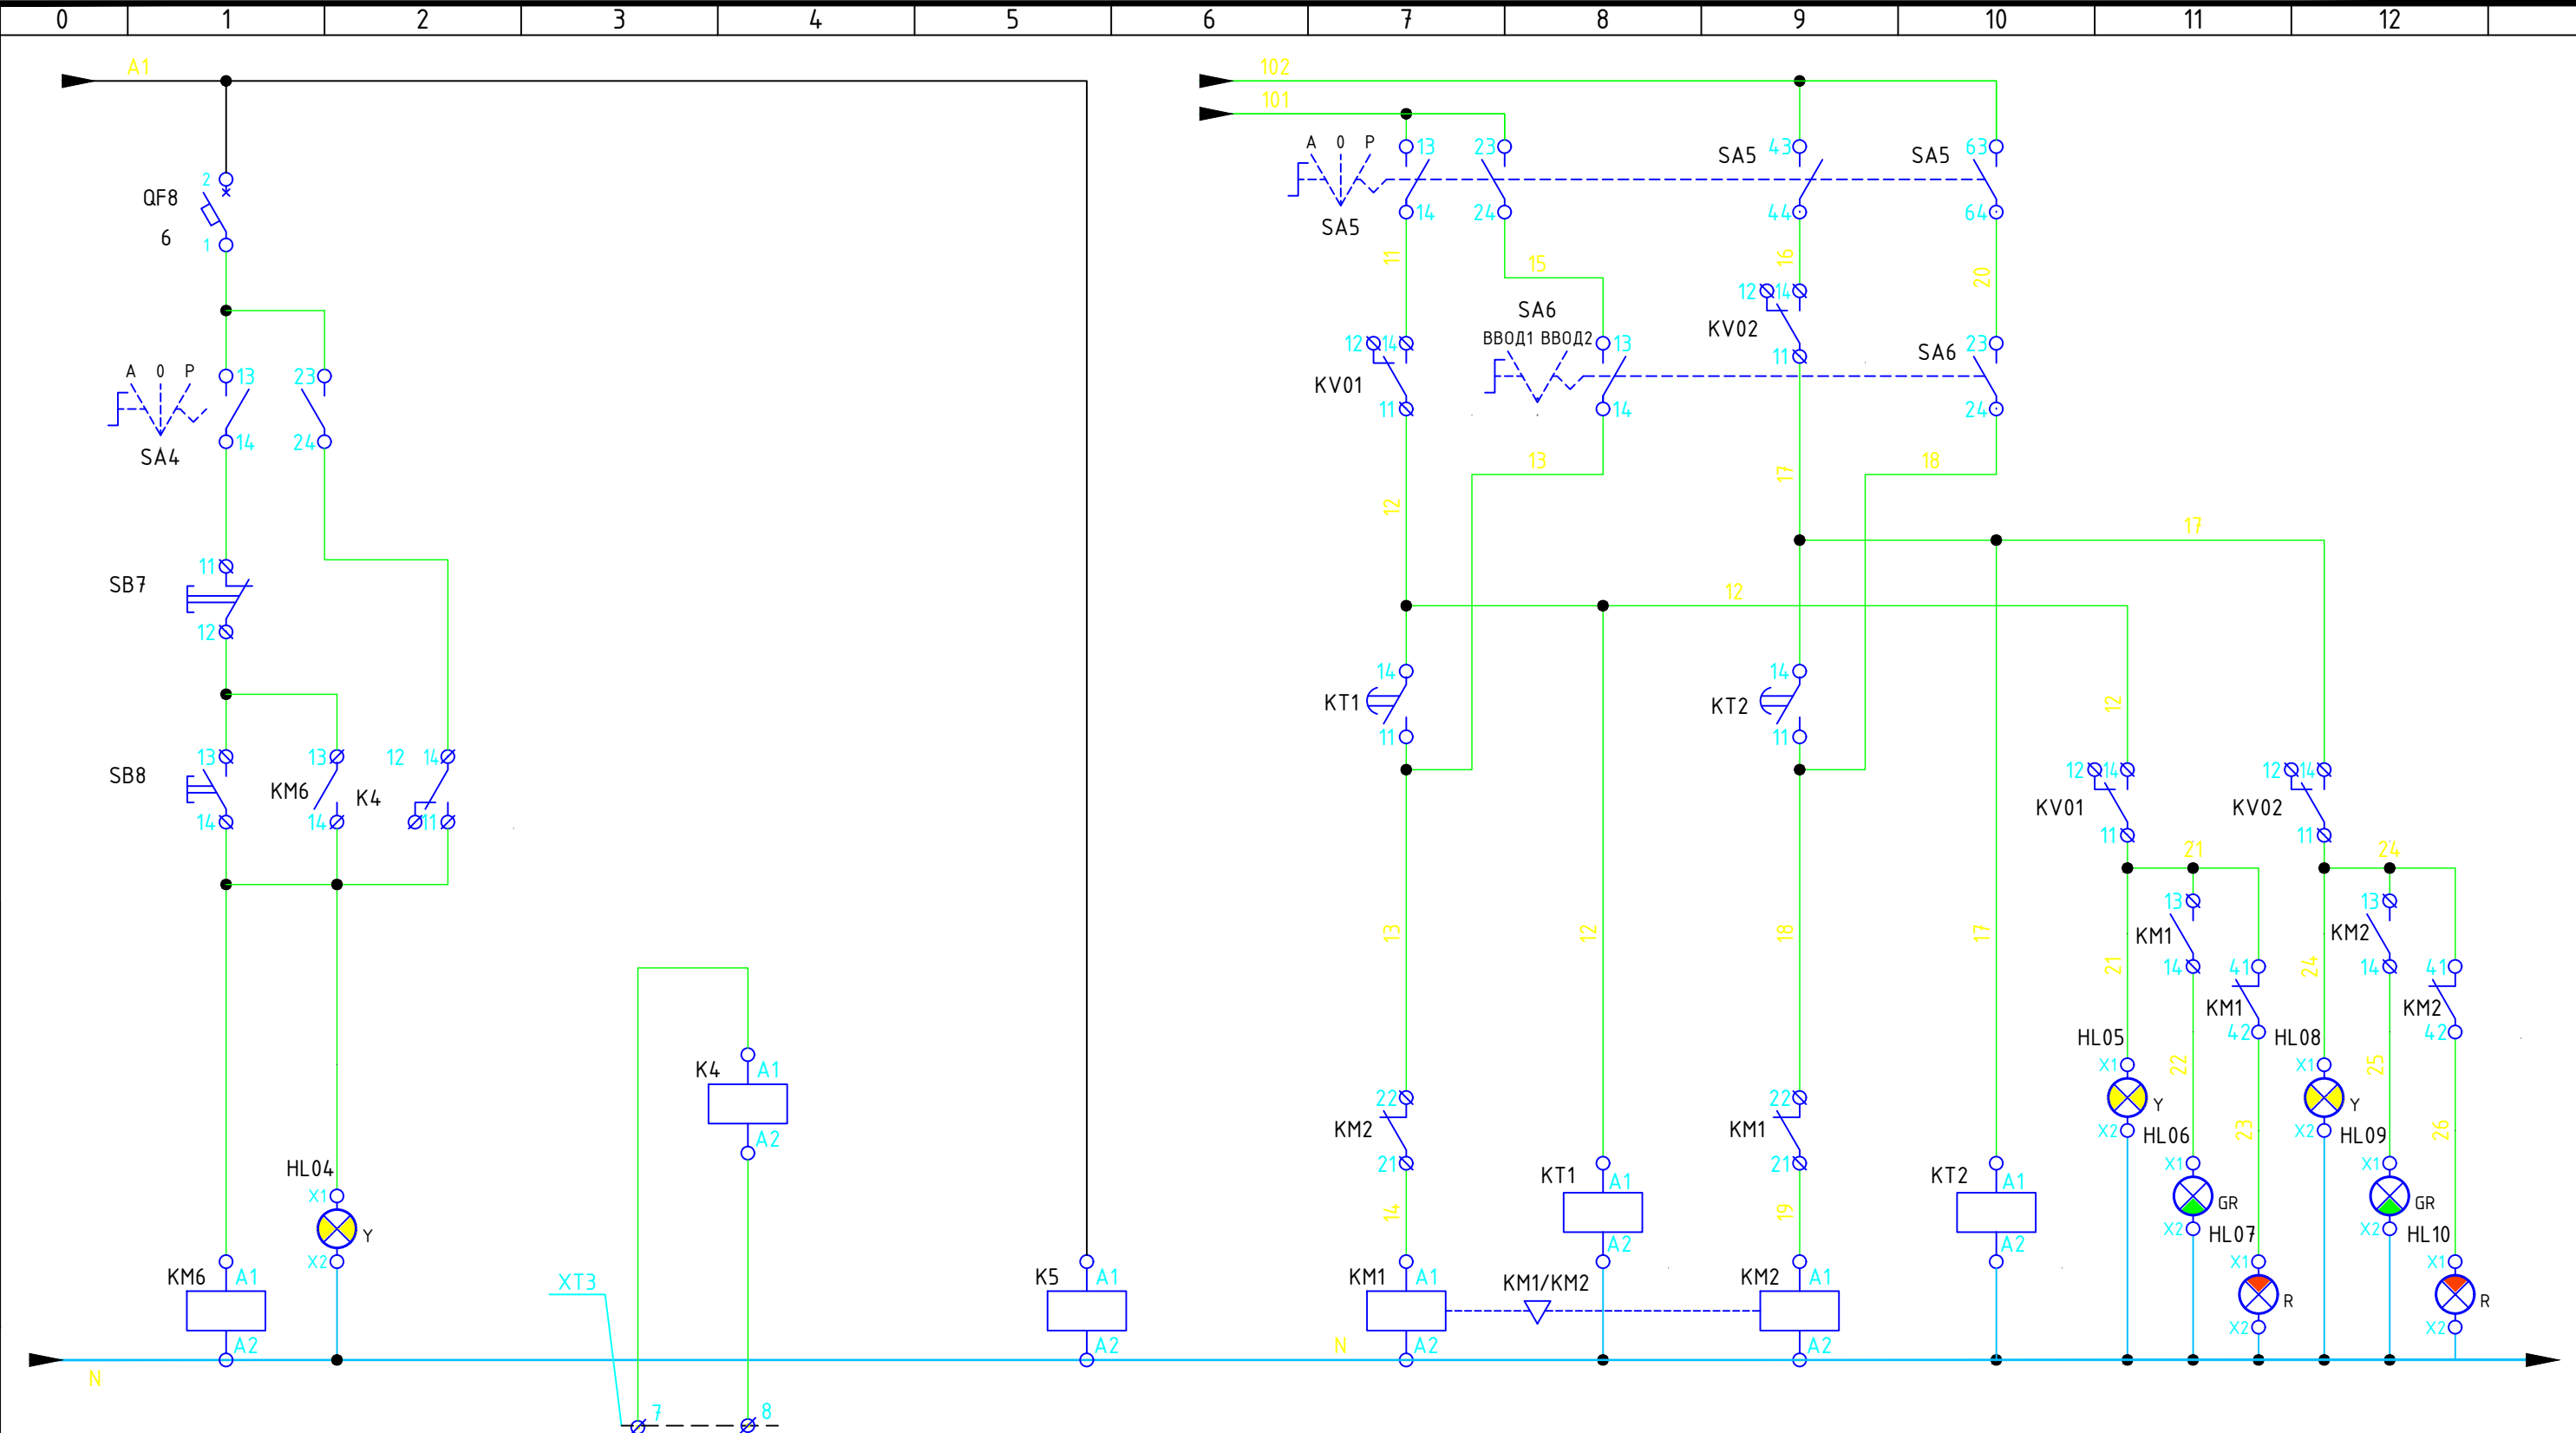 0 1 2 3 4 5 6 7 8 9 10 11 12
A1
102
101
A 0 P 13 23 SA5 43 SA5 63
2
QF8
14 24 44 64
SA5
6 1
11 15 16 20
12 14
SA6
KV02
ВВОД1 ВВОД2
12 14 13 11 SA6 23
A 0 P 13 23
KV01
11 14 24
14 24
SA4
13 17 18
12
17
11
SB7
12
12
12
14 14
KT1 KT2
11 11
13 13 12 14
12 14 12 14
SB8 KM6 K4
KV01 KV02
14 14 11
11 11
21 24
13 13
13 12 18 17 KM1 KM2
21 14 41 24 14 41
KM1 KM2
42 42
HL05 HL08
K4 A1
X1 22 X1 25
Y Y
22 22
KM2 KM1
A2
X2 HL06 23 X2 HL09 26
21 21
HL04
X1 X1
KT1 A1 KT2 A1
X1
14 19
GR GR
Y
X2 HL07 X2 HL10
A2 A2
X2 X1 X1
KM6 A1 XT3 K5 A1 KM1 A1 KM1/KM2 KM2 A1
R R
X2 X2
A2 A2 N A2 A2
N
7 8